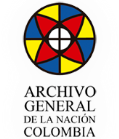 ARCHIVO
GENERAL
DE LA NACIÓN
COLOMBIA